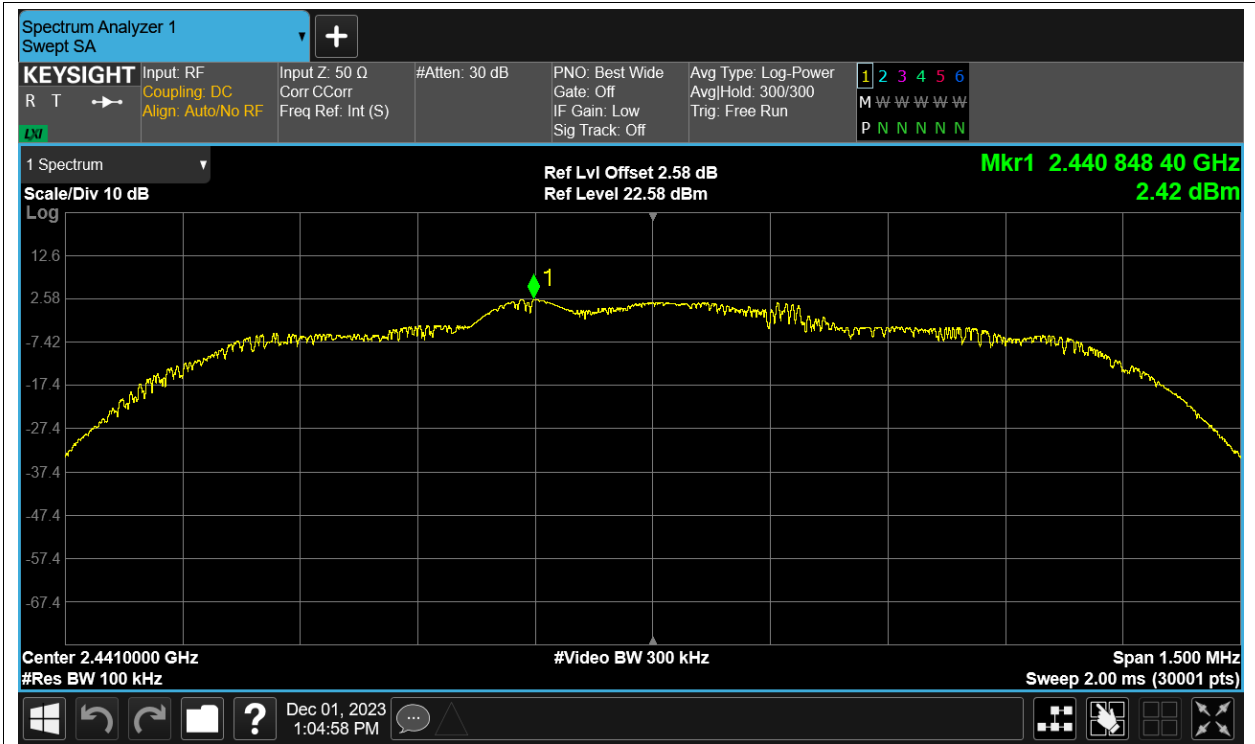 Spectrum Analyzer 1
Swept SA
+
KEYSIGHT
R T
LXI
Input: RF
Coupling: DC
Align: Auto/No RF
Input Z: 50 Ω
Corr CCorr
Freq Ref: Int (S)
#Atten: 30 dB
PNO: Best Wide
Gate: Off
IF Gain: Low
Sig Track: Off
Avg Type: Log-Power
Avg|Hold: 300/300
Trig: Free Run
1 2 3 4 5 6
M W W W W W
P N N N N N
1 Spectrum
Scale/Div 10 dB
Log
Ref Lvl Offset 2.58 dB
Ref Level 22.58 dBm
Mkr1 2.440 848 40 GHz
2.42 dBm
12.6
2.58
-7.42
-17.4
-27.4
-37.4
-47.4
-57.4
-67.4
1
Center 2.4410000 GHz
#Res BW 100 kHz
#Video BW 300 kHz
Span 1.500 MHz
Sweep 2.00 ms (30001 pts)
?
Dec 01, 2023
1:04:58 PM